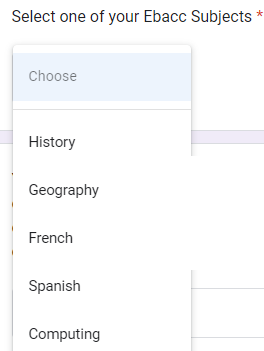 Select one of your Ebacc Subjects *
Choose
History
Geography
French
Spanish
Computing